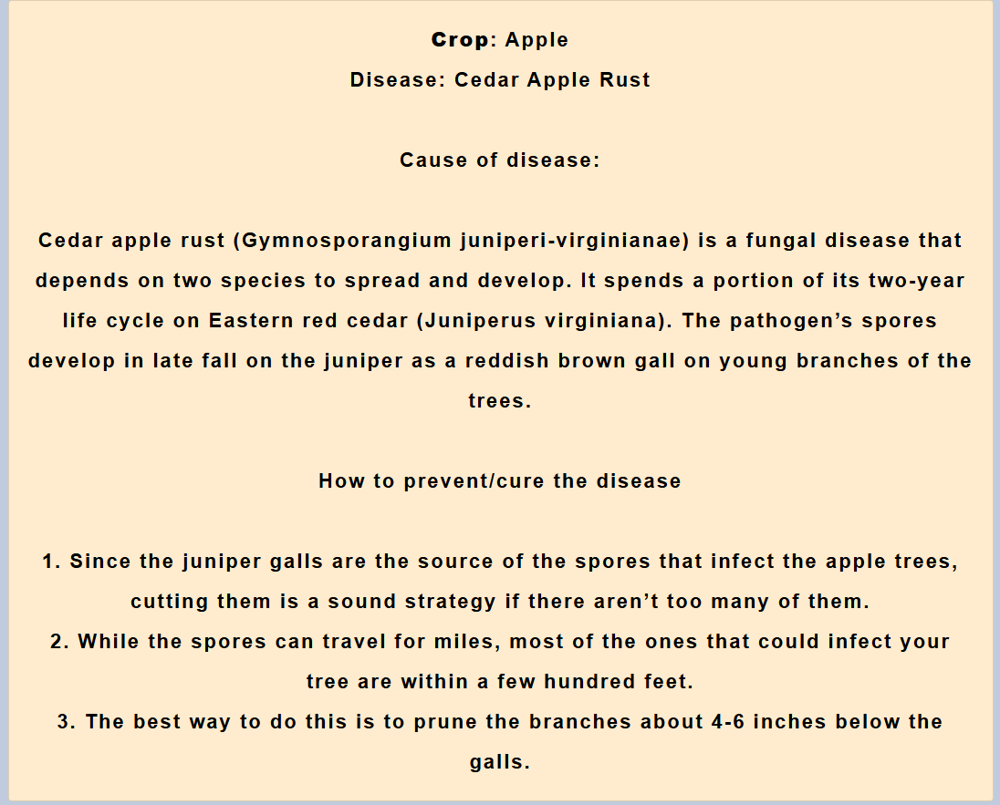 Crop: Apple
Disease: Cedar Apple Rust
Cause of disease:
Cedar apple rust (Gymnosporangium juniperi-virginianae) is a fungal disease that
depends on two species to spread and develop. It spends a portion of its two-year
life cycle on Eastern red cedar (Juniperus virginiana). The pathogen’s spores
develop in late fall on the juniper as a reddish brown gall on young branches of the
trees.
How to prevent/cure the disease
1. Since the juniper galls are the source of the spores that infect the apple trees,
cutting them is a sound strategy if there aren’t too many of them.
2. While the spores can travel for miles, most of the ones that could infect your
tree are within a few hundred feet.
3. The best way to do this is to prune the branches about 4-6 inches below the
galls.